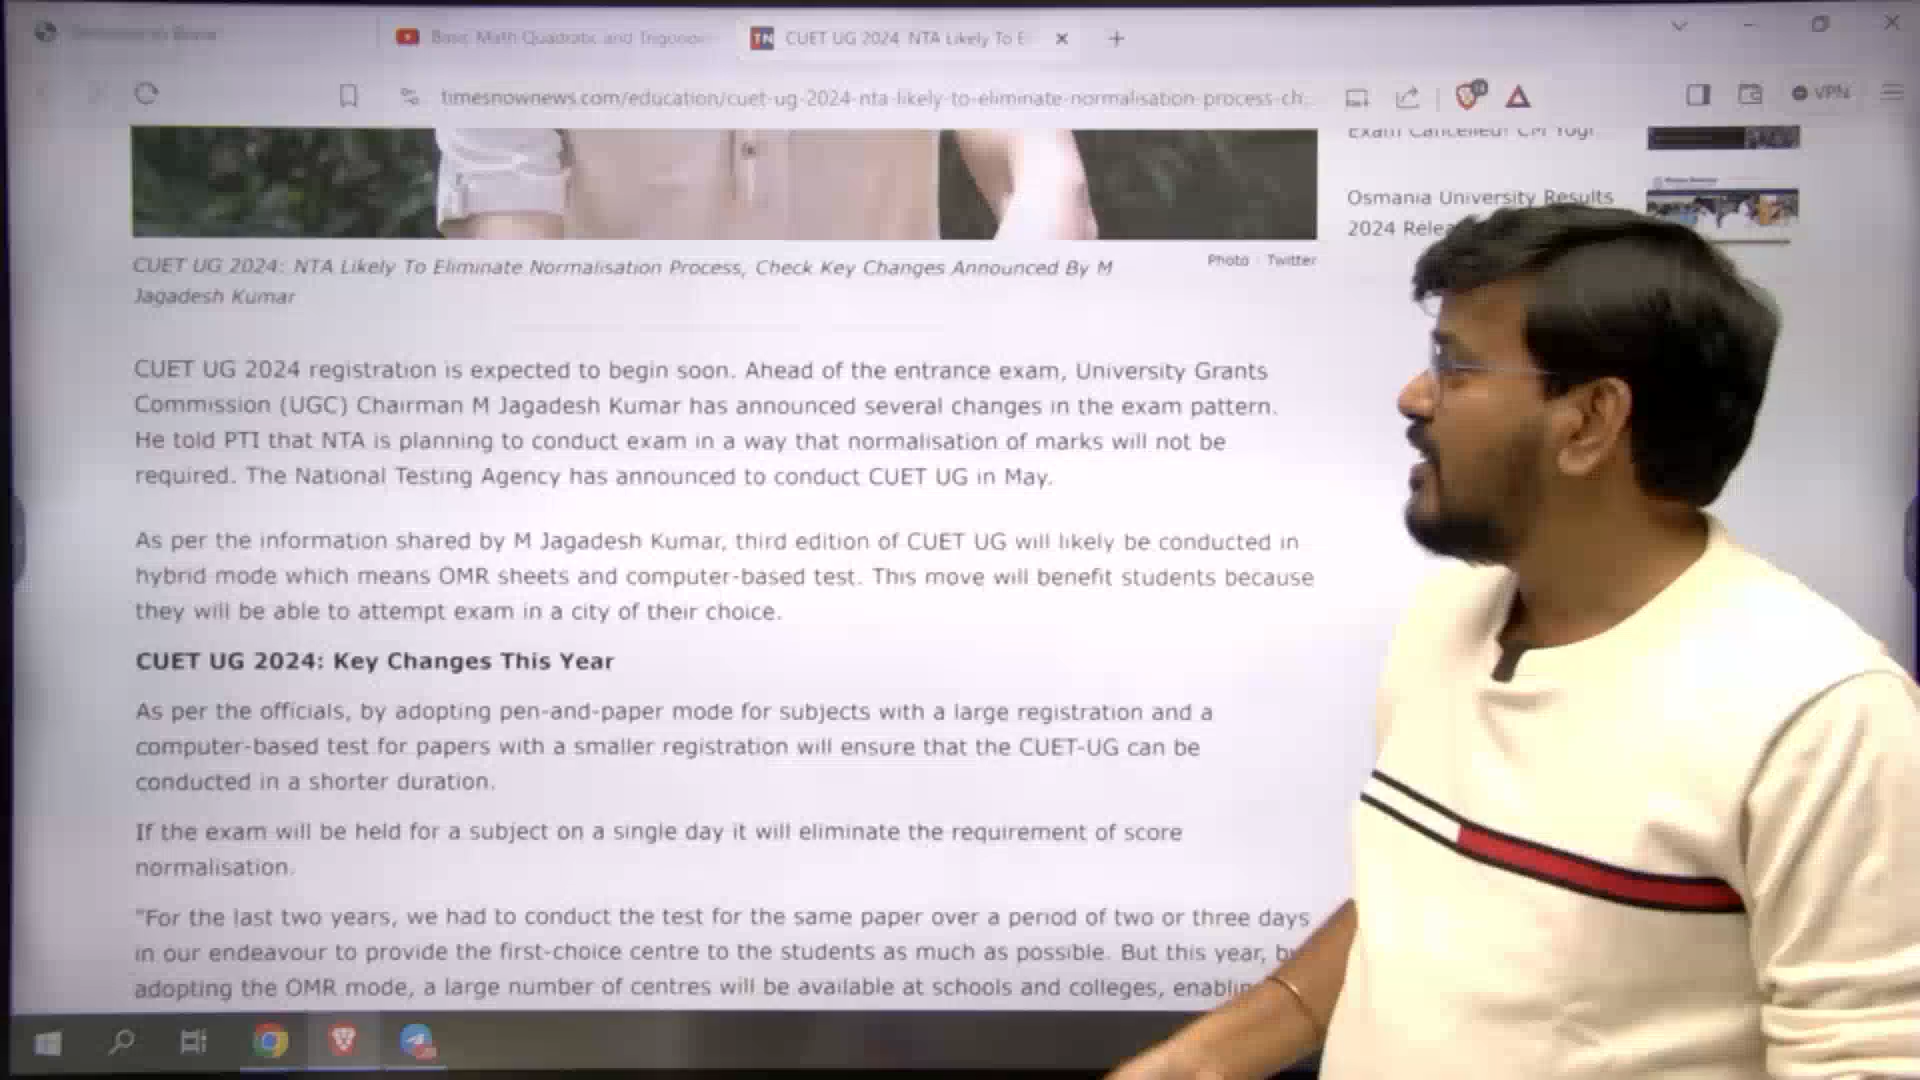 Basic Math Quadratic and
CUET UG 2024 NTA Likely To E
timesnownews.com/education/cuet-ug-2024-nta-likely-to-eliminate-normalisation-process-ch...
VPN
Exam Cancelled! CM Yogi
Osmania University Results
2024
CUET UG 2024: NTA Likely To Eliminate Normalisation Process, Check Key Changes Announced By M
Jagadesh Kumar
Photo : Twitter
CUET UG 2024 registration is expected to begin soon. Ahead of the entrance exam, University Grants
Commission (UGC) Chairman M Jagadesh Kumar has announced several changes in the exam pattern.
He told PTI that NTA is planning to conduct exam in a way that normalisation of marks will not be
required. The National Testing Agency has announced to conduct CUET UG in May.
As per the information shared by M Jagadesh Kumar, third edition of CUET UG will likely be conducted in
hybrid mode which means OMR sheets and computer-based test. This move will benefit students because
they will be able to attempt exam in a city of their choice.
CUET UG 2024: Key Changes This Year
As per the officials, by adopting pen-and-paper mode for subjects with a large registration and a
computer-based test for papers with a smaller registration will ensure that the CUET-UG can be
conducted in a shorter duration.
If the exam will be held for a subject on a single day it will eliminate the requirement of score
normalisation.
"For the last two years, we had to conduct the test for the same paper over a period of two or three days
in our endeavour to provide the first-choice centre to the students as much as possible. But this year,
adopting the OMR mode, a large number of centres will be available at schools and colleges,